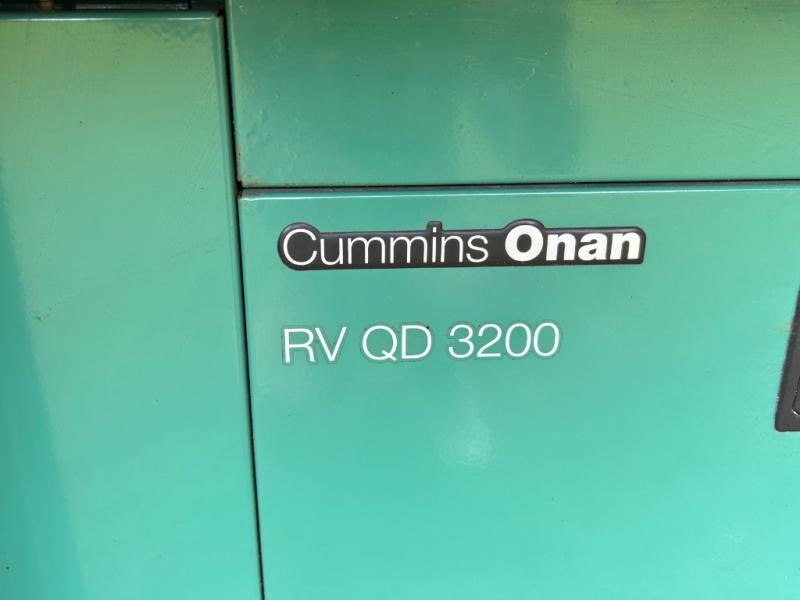 Cummins Onan
RV QD 3200